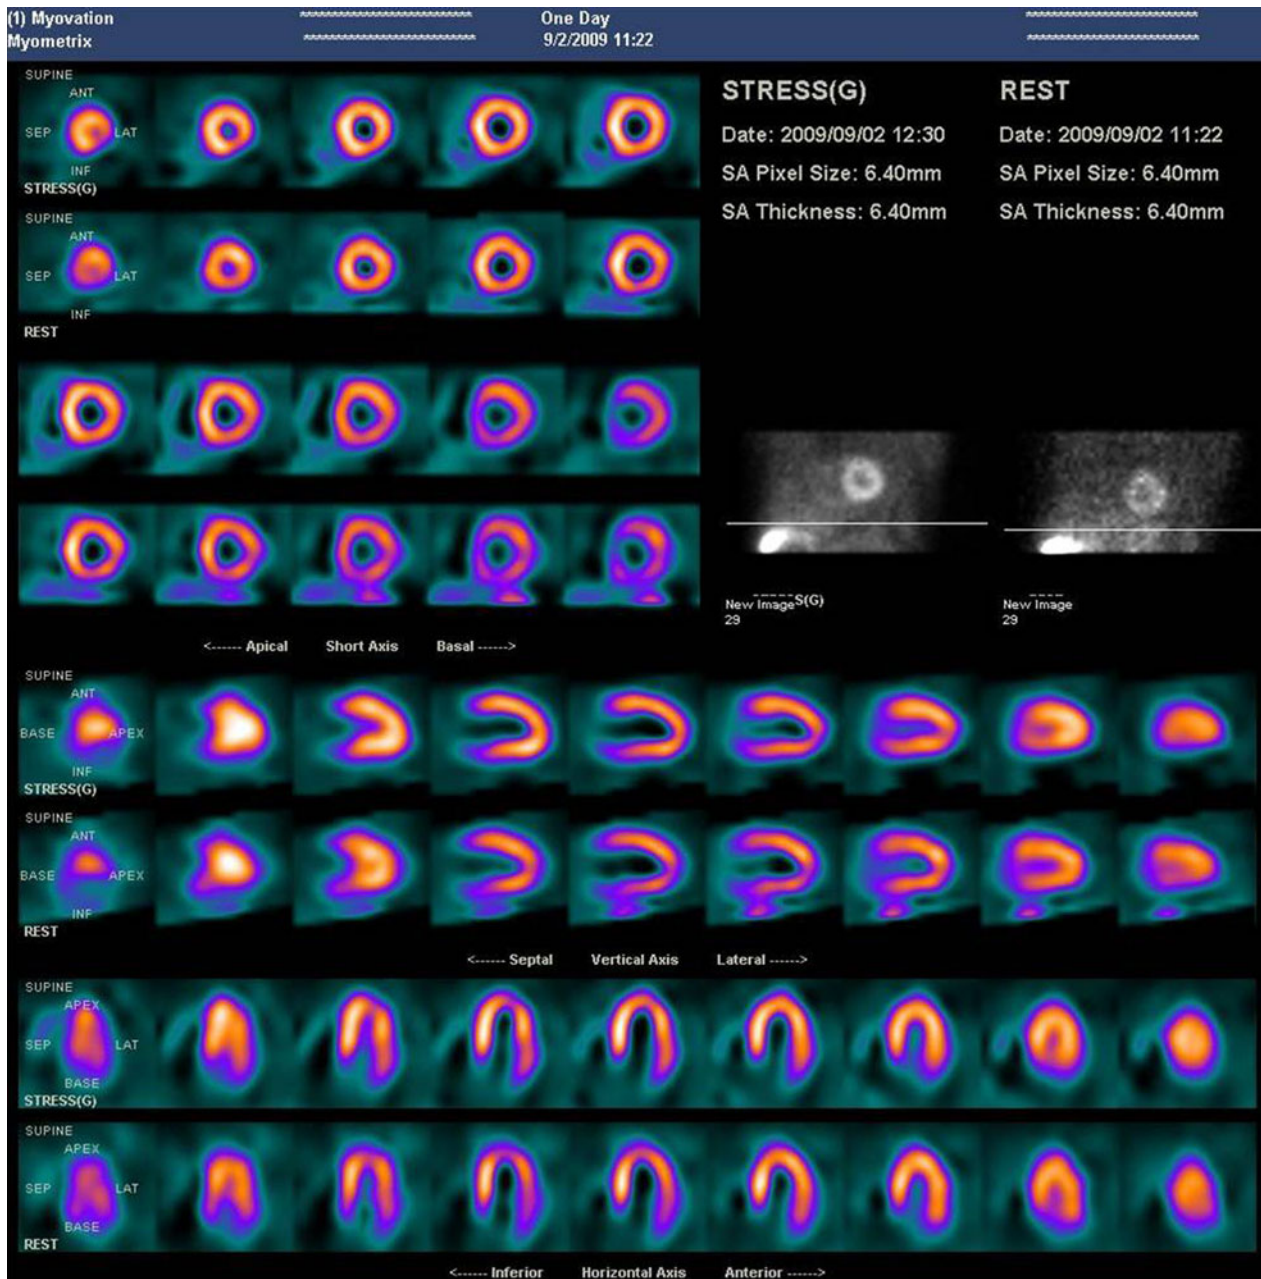 (1) Myovation
One Day
Myometrix
9/2/2009 11:22
SUPINE
ANT
SEP
LAT
INF
STRESS(G)
SUPINE
ANT
SEP
LAT
INF
REST
STRESS(G)
Date: 2009/09/02 12:30
SA Pixel Size: 6.40mm
SA Thickness: 6.40mm
REST
Date: 2009/09/02 11:22
SA Pixel Size: 6.40mm
SA Thickness: 6.40mm
New Image
S(G)
29
New Image
29
<------ Apical Short Axis Basal ------>
SUPINE
ANT
BASE
APEX
INF
STRESS(G)
SUPINE
ANT
BASE
APEX
INF
REST
<------ Septal Vertical Axis Lateral ------>
SUPINE
APEX
SEP
LAT
BASE
STRESS(G)
SUPINE
APEX
SEP
LAT
BASE
REST
<------ Inferior Horizontal Axis Anterior ------>